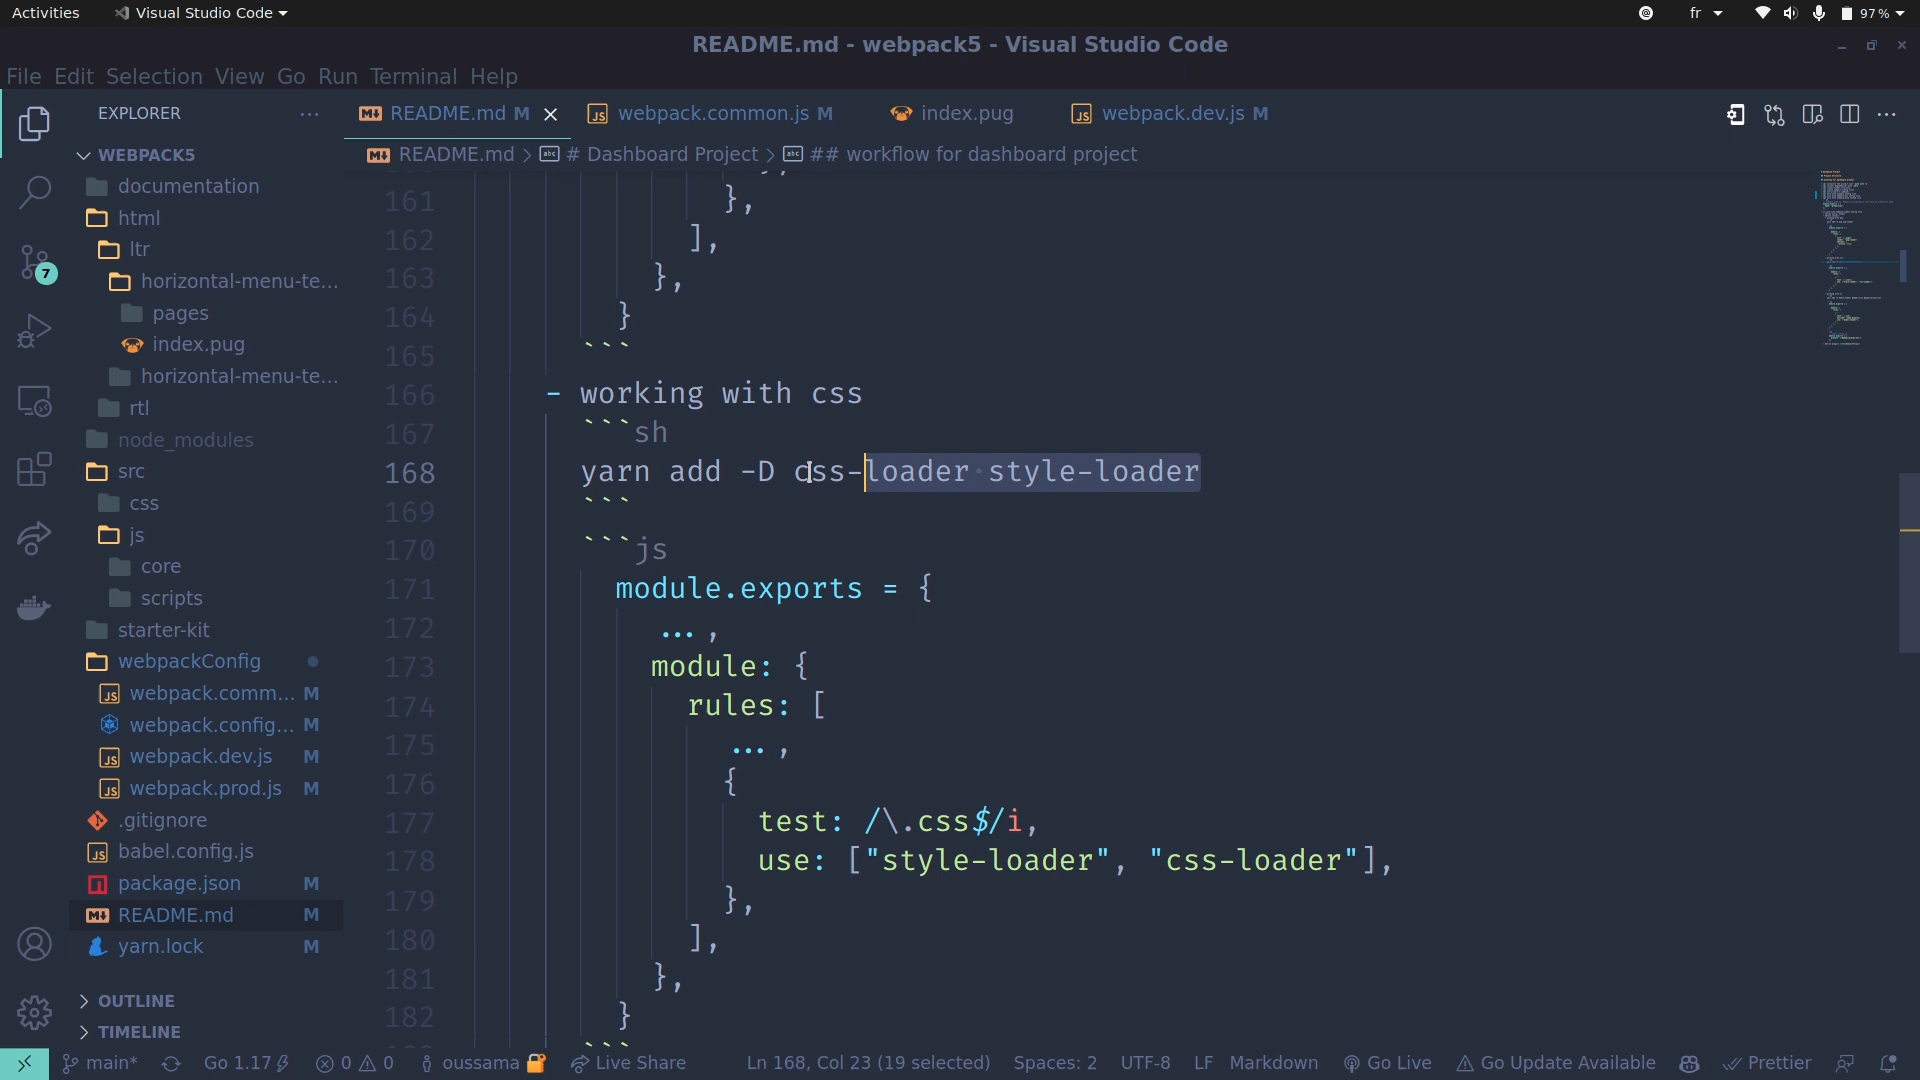 Activities
Visual Studio Code
fr
97 %
README.md - webpack5 - Visual Studio Code
File Edit Selection View Go Run Terminal Help
EXPLORER
README.md M
webpack.common.js M
index.pug
webpack.dev.js M
README.md > # Dashboard Project > ## workflow for dashboard project
WEBPACK5
documentation
html
ltr
horizontal-menu-te...
pages
index.pug
horizontal-menu-te...
rtl
node_modules
src
css
js
core
scripts
starter-kit
webpackConfig
webpack.comm... M
webpack.config... M
webpack.dev.js M
webpack.prod.js M
.gitignore
babel.config.js
package.json M
README.md M
yarn.lock M
OUTLINE
TIMELINE
7
161 },
162 ],
163 },
164 }
165 ```
166 - working with css
167 ```sh
168 yarn add -D css-loader style-loader
169 ```
170 ```js
171 module.exports = {
172 ...,
173 module: {
174 rules: [
175 ...,
176 {
177 test: /\.css$/i,
178 use: ["style-loader", "css-loader"],
179 },
180 ],
181 },
182 }
```
main*
Go 1.17
0
0
oussama
Live Share
Ln 168, Col 23 (19 selected)
Spaces: 2
UTF-8
LF
Markdown
Go Live
Go Update Available
Prettier